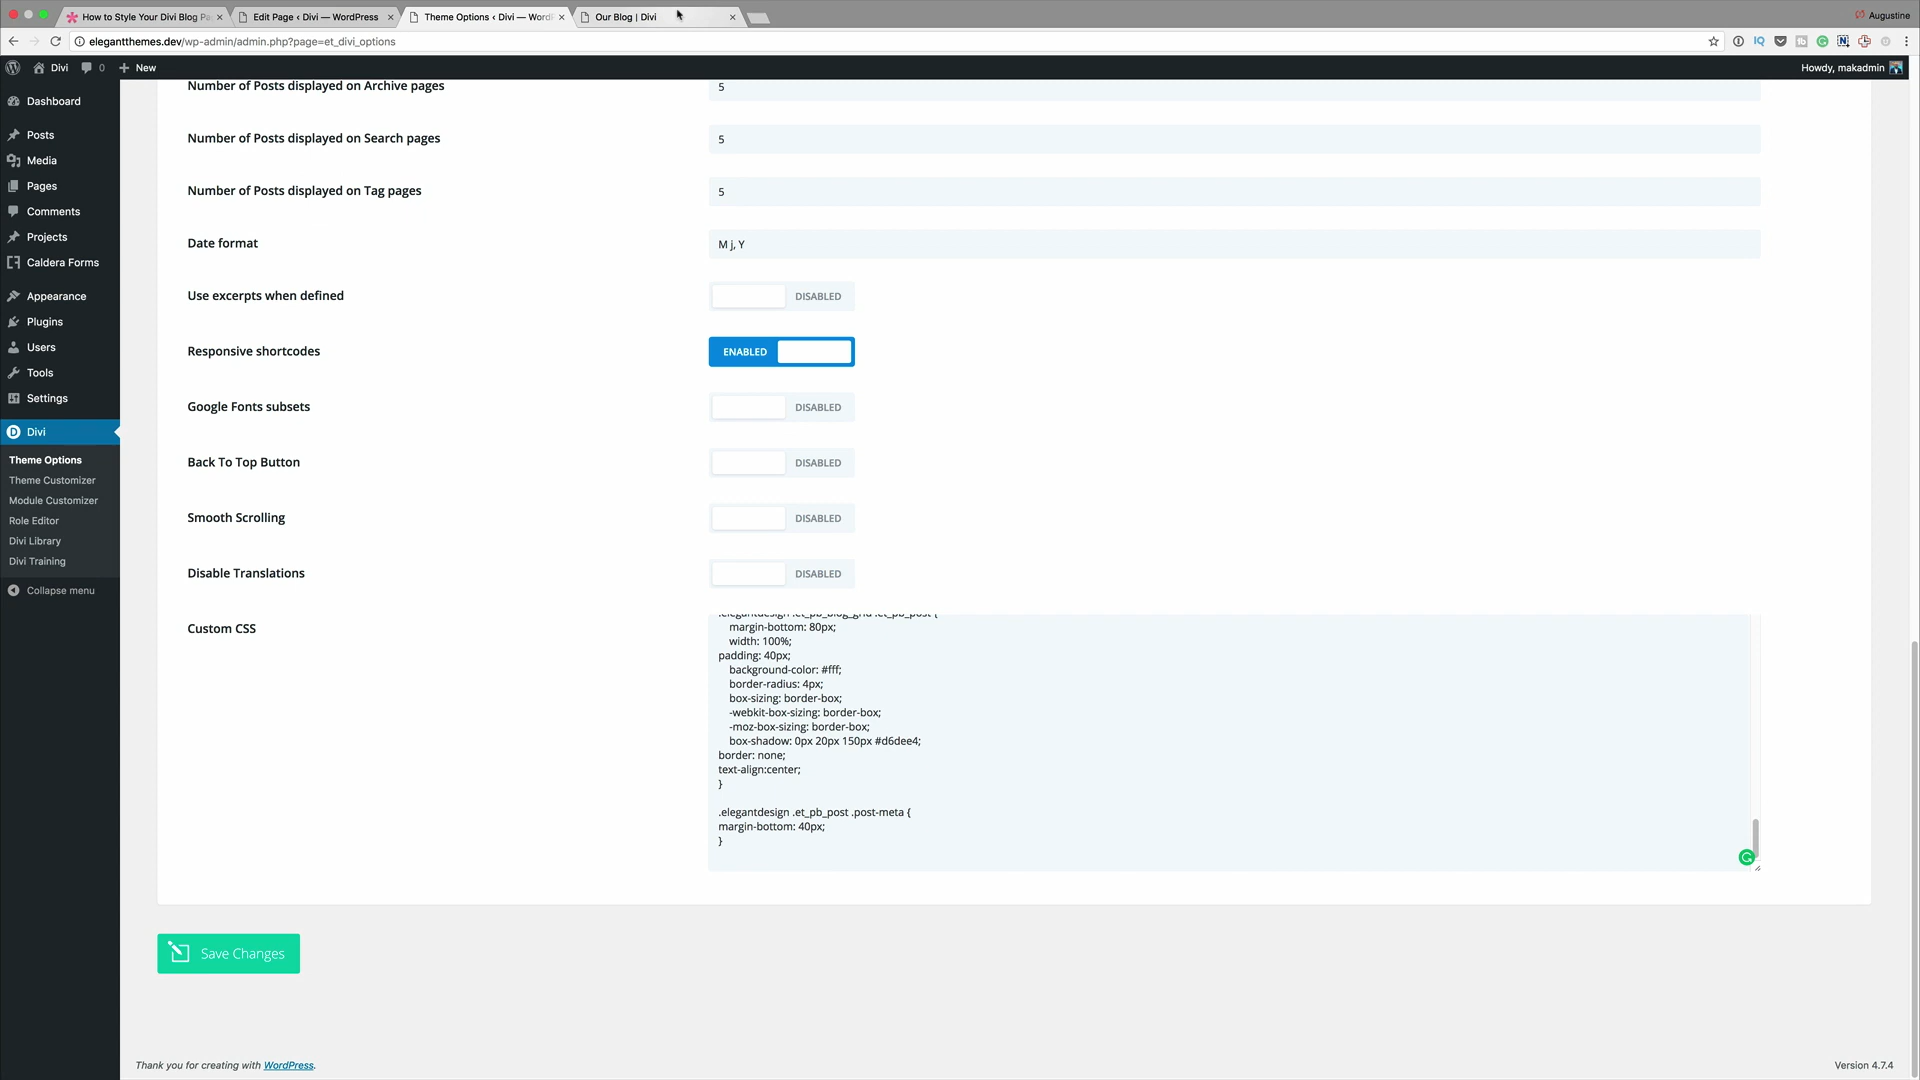 How to Style Your Divi Blog Pa
Edit Page ‹ Divi — WordPress
Theme Options ‹ Divi — Word
Our Blog | Divi
Augustine
elegantthemes.dev/wp-admin/admin.php?page=et_divi_options
Divi
0
New
Howdy, makadmin
Dashboard
Posts
Media
Pages
Comments
Projects
Caldera Forms
Appearance
Plugins
Users
Tools
Settings
Divi
Theme Options
Theme Customizer
Module Customizer
Role Editor
Divi Library
Divi Training
Collapse menu
Number of Posts displayed on Archive pages
5
Number of Posts displayed on Search pages
5
Number of Posts displayed on Tag pages
5
Date format
M j, Y
Use excerpts when defined
DISABLED
Responsive shortcodes
ENABLED
Google Fonts subsets
DISABLED
Back To Top Button
DISABLED
Smooth Scrolling
DISABLED
Disable Translations
DISABLED
Custom CSS
.elegantdesign .et_pb_blog_grid .et_pb_post {
margin-bottom: 80px;
width: 100%;
padding: 40px;
background-color: #fff;
border-radius: 4px;
box-sizing: border-box;
-webkit-box-sizing: border-box;
-moz-box-sizing: border-box;
box-shadow: 0px 20px 150px #d6dee4;
border: none;
text-align:center;
}
.elegantdesign .et_pb_post .post-meta {
margin-bottom: 40px;
}
Save Changes
Thank you for creating with WordPress.
Version 4.7.4